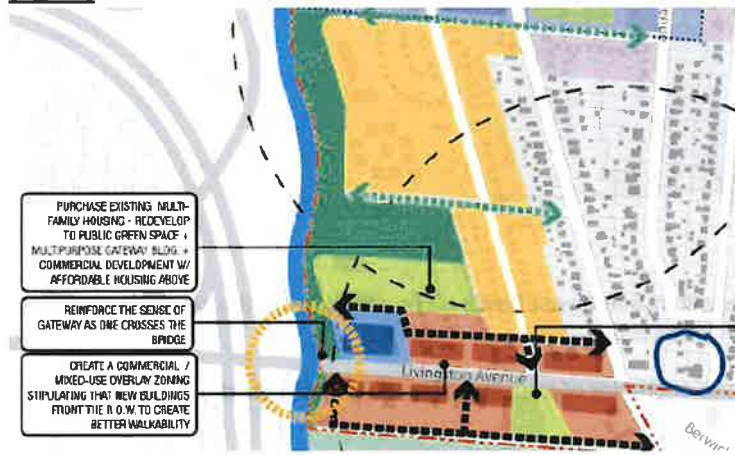 PURCHASE EXISTING MULTI-
FAMILY HOUSING - REDEVELOP
TO PUBLIC GREEN SPACE +
MULTIPURPOSE GATEWAY BLDG. +
COMMERCIAL DEVELOPMENT W/
AFFORDABLE HOUSING ABOVE
REINFORCE THE SENSE OF
GATEWAY AS ONE CROSSES THE
BRIDGE
CREATE A COMMERCIAL /
MIXED-USE OVERLAY ZONING
STIPULATING THAT NEW BUILDINGS
FRONT THE R.O.W. TO CREATE
BETTER WALKABILITY
Livingston Avenue
Berwick